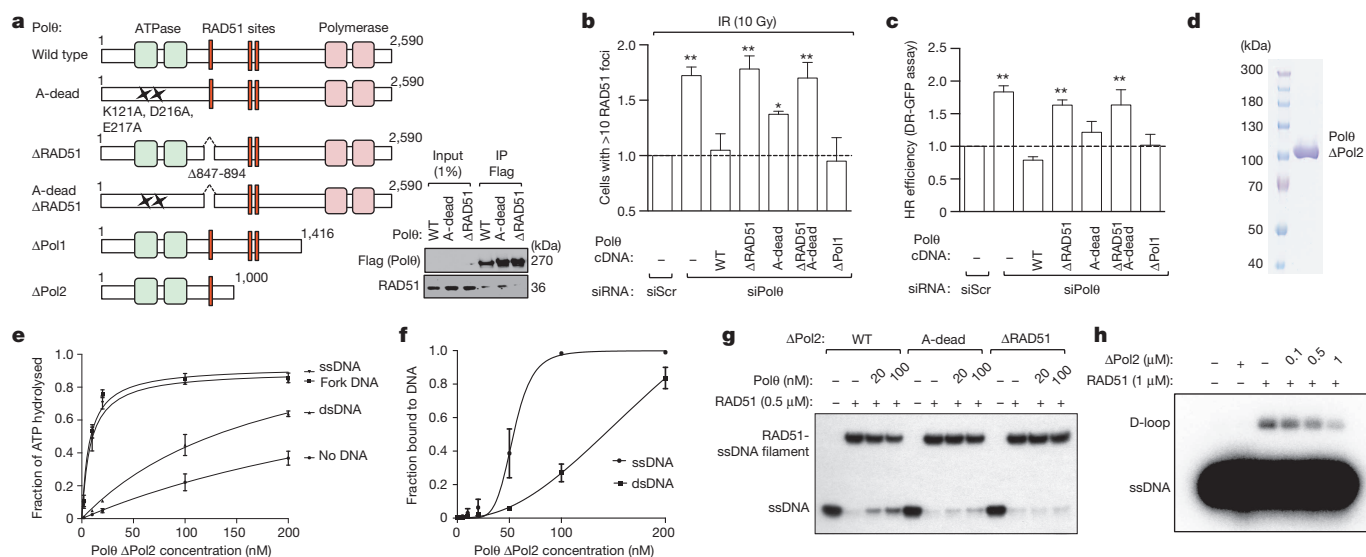 a
Polθ: ATPase RAD51 sites Polymerase
Wild type 1 2,590
A-dead 1 2,590
K121A, D216A,
E217A
ΔRAD51 1 2,590
Δ847–894
A-dead
ΔRAD51 1 2,590
ΔPol1 1 1,416
ΔPol2 1 1,000
Input
(1%)
IP
Flag
Polθ: WT A-dead ΔRAD51 WT A-dead ΔRAD51
(kDa)
Flag (Polθ) 270
RAD51 36
b
IR (10 Gy)
Cells with >10 RAD51 foci
2.0
1.5
1.0
0.5
** ** * **
Polθ
cDNA: – – WT ΔRAD51 A-dead ΔRAD51 A-dead ΔPol1
siRNA: siScr siPolθ
c
HR efficiency (DR-GFP assay)
2.5
2.0
1.5
1.0
0.5
0
** ** **
Polθ
cDNA: – – WT ΔRAD51 A-dead ΔRAD51 A-dead ΔPol1
siRNA: siScr siPolθ
d
(kDa)
300
180
130
100
70
50
40
Polθ
ΔPol2
e
Fraction of ATP hydrolysed
1.0
0.8
0.6
0.4
0.2
0
0 50 100 150 200
Polθ ΔPol2 concentration (nM)
ssDNA
Fork DNA
dsDNA
No DNA
f
Fraction bound to DNA
1.0
0.8
0.6
0.4
0.2
0
0 50 100 200
Polθ ΔPol2 concentration (nM)
ssDNA
dsDNA
g
ΔPol2: WT A-dead ΔRAD51
Polθ (nM): – – 20 100 – – 20 100 – – 20 100
RAD51 (0.5 μM): – + + + – + + + – + + +
RAD51-
ssDNA filament
ssDNA
h
ΔPol2 (μM): – + – 0.1 0.5 1
RAD51 (1 μM): – – + + + +
D-loop
ssDNA